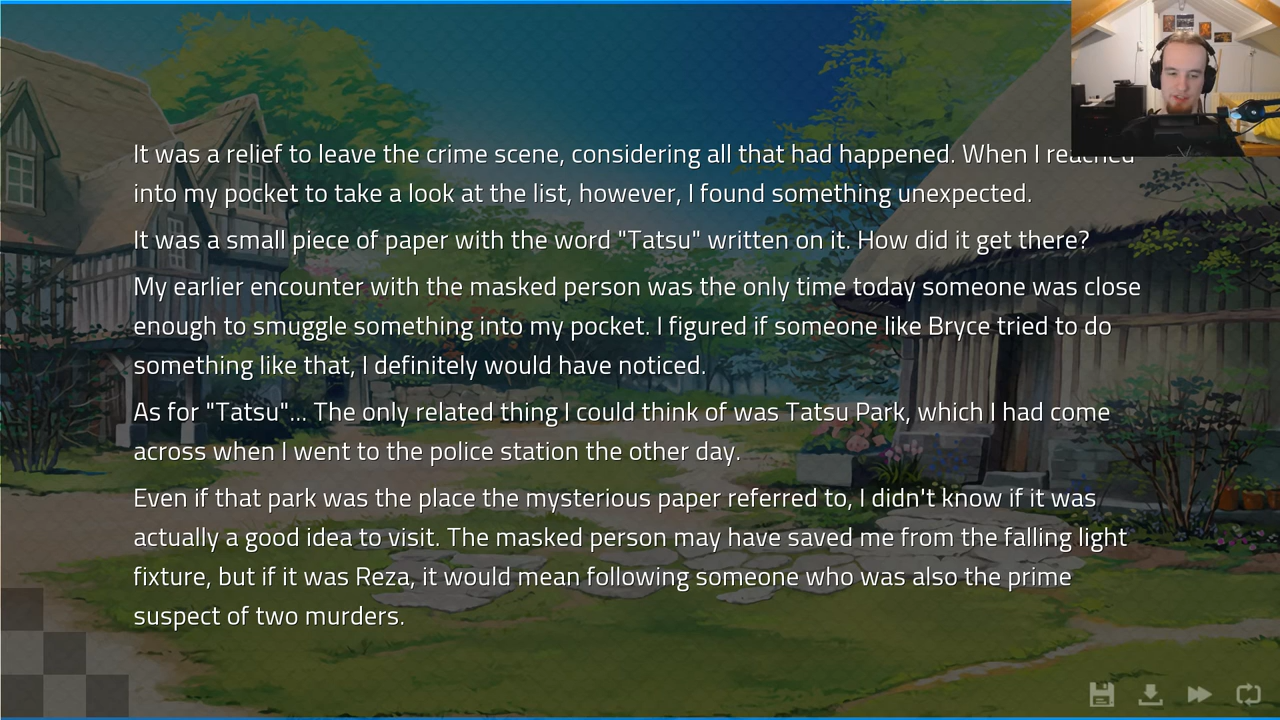 It was a relief to leave the crime scene, considering all that had happened. When I reached
into my pocket to take a look at the list, however, I found something unexpected.
It was a small piece of paper with the word "Tatsu" written on it. How did it get there?
My earlier encounter with the masked person was the only time today someone was close
enough to smuggle something into my pocket. I figured if someone like Bryce tried to do
something like that, I definitely would have noticed.
As for "Tatsu"... The only related thing I could think of was Tatsu Park, which I had come
across when I went to the police station the other day.
Even if that park was the place the mysterious paper referred to, I didn't know if it was
actually a good idea to visit. The masked person may have saved me from the falling light
fixture, but if it was Reza, it would mean following someone who was also the prime
suspect of two murders.